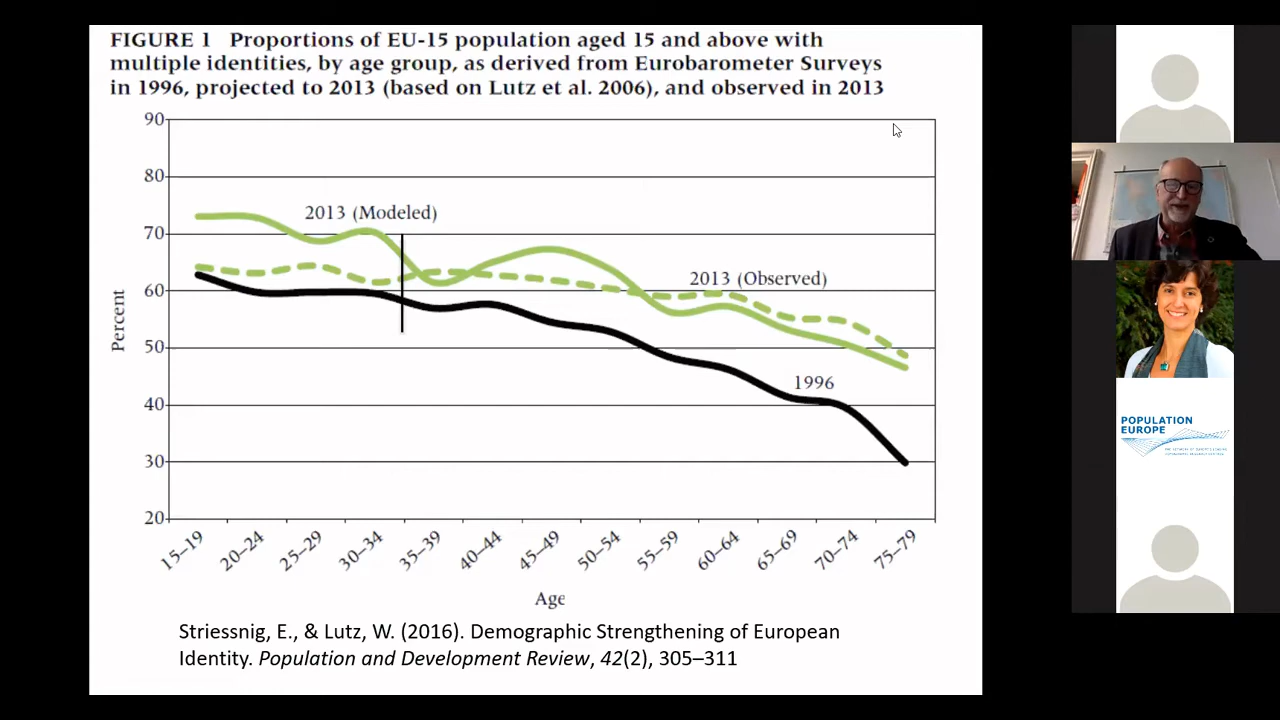 FIGURE 1 Proportions of EU-15 population aged 15 and above with
multiple identities, by age group, as derived from Eurobarometer Surveys
in 1996, projected to 2013 (based on Lutz et al. 2006), and observed in 2013
90
80
70
60
50
40
30
20
Percent
2013 (Modeled)
2013 (Observed)
1996
15–19
20–24
25–29
30–34
35–39
40–44
45–49
50–54
55–59
60–64
65–69
70–74
75–79
Age
Striessnig, E., & Lutz, W. (2016). Demographic Strengthening of European
Identity. Population and Development Review, 42(2), 305–311
POPULATION
EUROPE